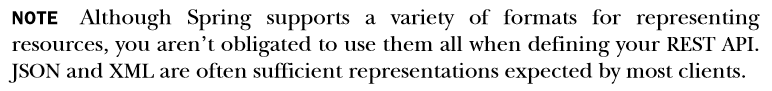 NOTE Although Spring supports a variety of formats for representing
resources, you aren’t obligated to use them all when defining your REST API.
JSON and XML are often sufficient representations expected by most clients.